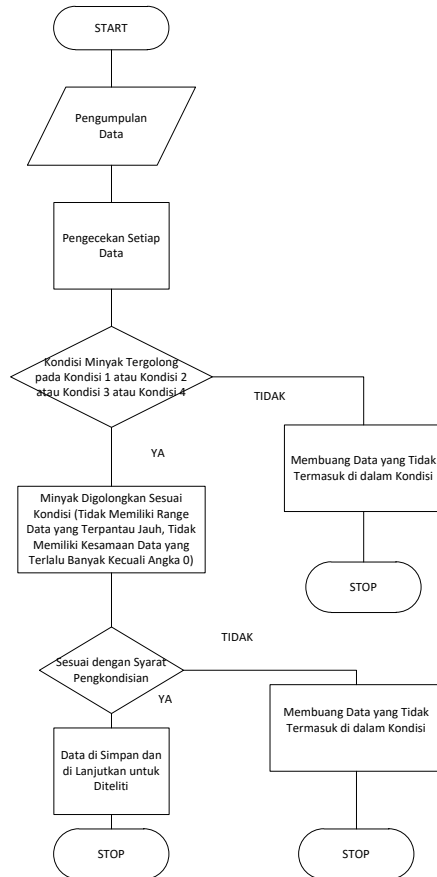 START
Pengumpulan
Data
Pengecekan Setiap
Data
Kondisi Minyak Tergolong
pada Kondisi 1 atau Kondisi 2
atau Kondisi 3 atau Kondisi 4
TIDAK
YA
Membuang Data yang Tidak
Termasuk di dalam Kondisi
STOP
Minyak Digolongkan Sesuai
Kondisi (Tidak Memiliki Range
Data yang Terpantau Jauh, Tidak
Memiliki Kesamaan Data yang
Terlalu Banyak Kecuali Angka 0)
TIDAK
Sesuai dengan Syarat
Pengkondisian
YA
Membuang Data yang Tidak
Termasuk di dalam Kondisi
Data di Simpan dan
di Lanjutkan untuk
Diteliti
STOP
STOP